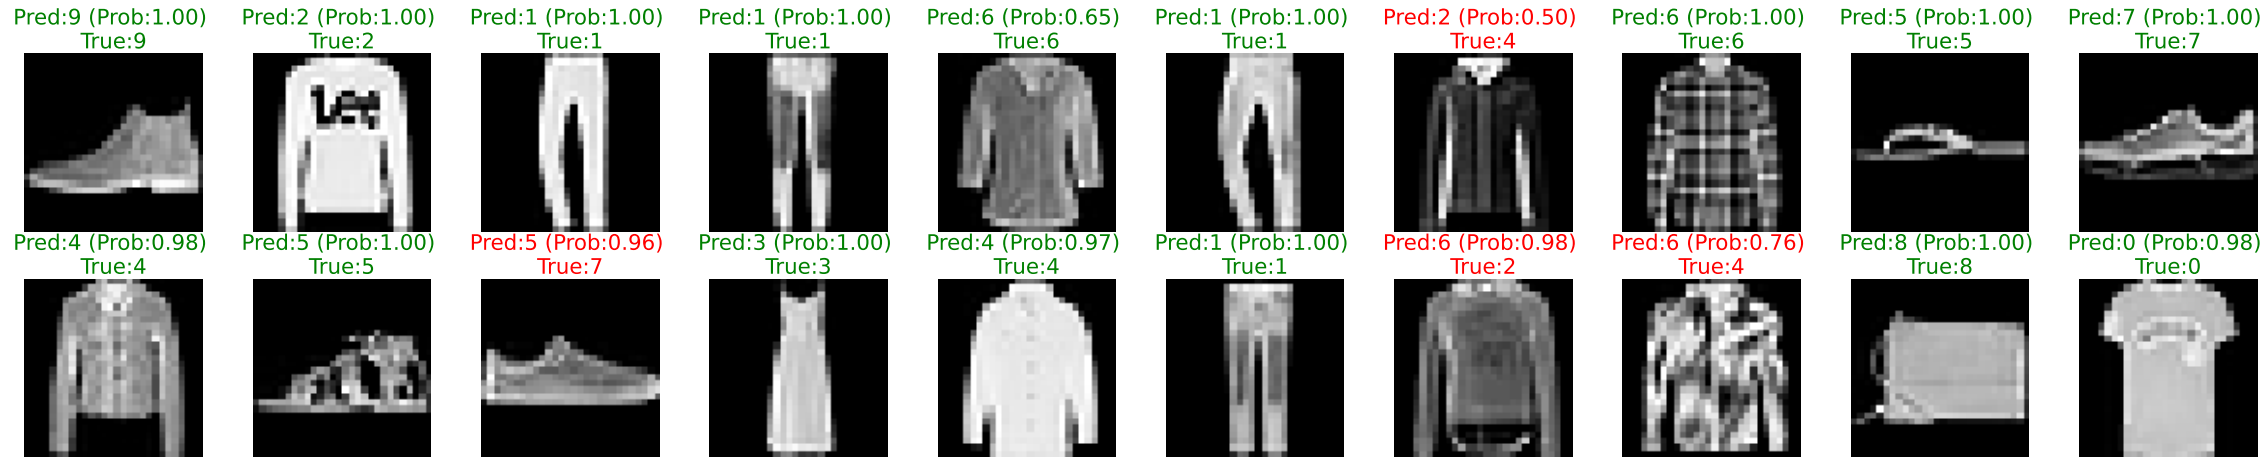 Pred:9 (Prob:1.00) Pred:2 (Prob:1.00) Pred:1 (Prob:1.00) Pred:1 (Prob:1.00) Pred:6 (Prob:0.65) Pred:1 (Prob:1.00) Pred:2 (Prob:0.50) Pred:6 (Prob:1.00) Pred:5 (Prob:1.00) Pred:7 (Prob:1.00)
True:9 True:2 True:1 True:1 True:6 True:1 True:4 True:6 True:5 True:7
Lee
Pred:4 (Prob:0.98) Pred:5 (Prob:1.00) Pred:5 (Prob:0.96) Pred:3 (Prob:1.00) Pred:4 (Prob:0.97) Pred:1 (Prob:1.00) Pred:6 (Prob:0.98) Pred:6 (Prob:0.76) Pred:8 (Prob:1.00) Pred:0 (Prob:0.98)
True:4 True:5 True:7 True:3 True:4 True:1 True:2 True:4 True:8 True:0